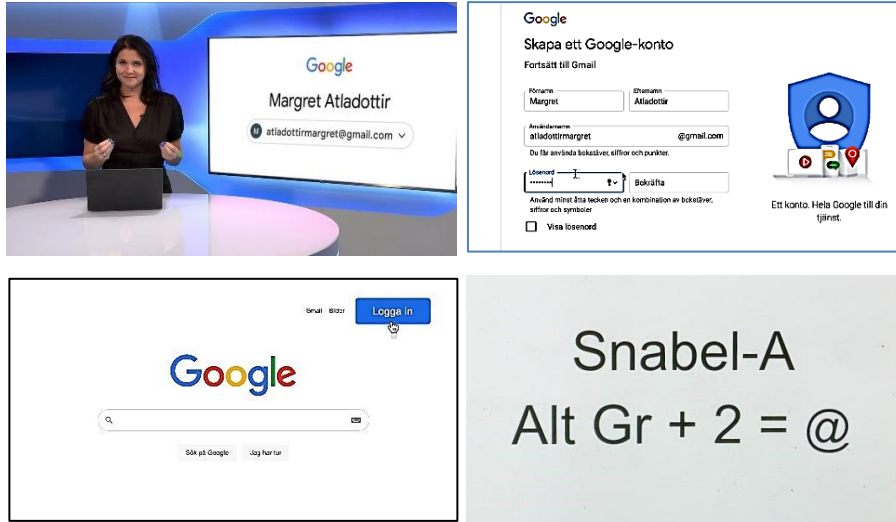 Google
Margret Atladottir
M atladottirmargret@gmail.com
Google
Skapa ett Google-konto
Fortsätt till Gmail
Förnamn
Margret
Efternamn
Atladottir
Användarnamn
atladottirmargret @gmail.com
Du får använda bokstäver, siffror och punkter.
Lösenord
Bekräfta
Använd minst åtta tecken och en kombination av bokstäver,
siffror och symboler
Visa lösenord
Ett konto. Hela Google till din
tjänst.
Gmail Bilder Logga in
Google
Sök på Google Jag har tur
Snabel-A
Alt Gr + 2 = @